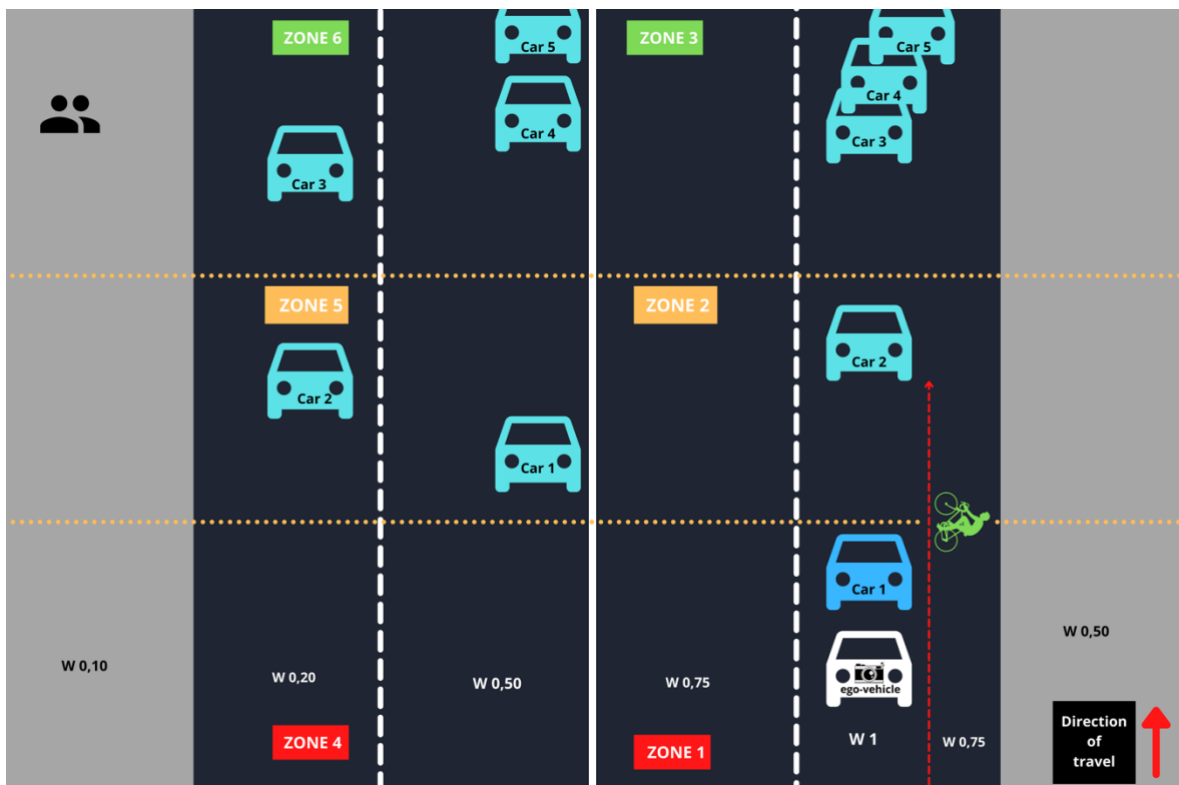 ZONE 6
Car 5
ZONE 3
Car 5
Car 4
Car 4
Car 3
Car 3
ZONE 5
ZONE 2
Car 2
Car 2
Car 1
Car 1
W 0,50
W 0,10
W 0,20
W 0,50
W 0,75
ego-vehicle
Direction
of
travel
ZONE 4
ZONE 1
W 1
W 0,75